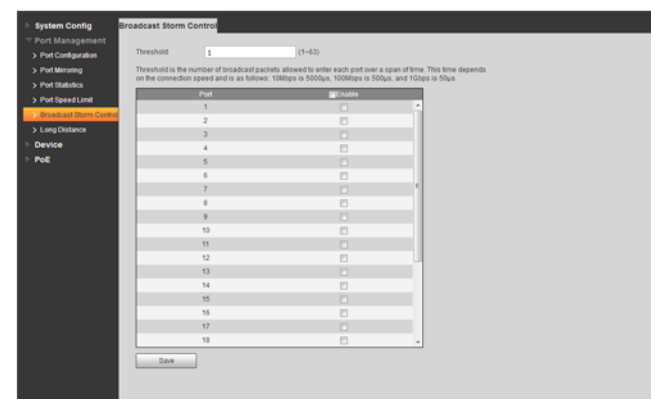 System Config
Port Management
Port Configuration
Port Mirroring
Port Statistics
Port Speed Limit
Broadcast Storm Control
Long Distance
Device
PoE
Broadcast Storm Control
Threshold 1 (1~63)
Threshold is the number of broadcast packets allowed to enter each port over a span of time. This time depends
on the connection speed and is as follows: 10Mbps is 5000μs, 100Mbps is 500μs, and 1Gbps is 50μs.
Port Enable
1
2
3
4
5
6
7
8
9
10
11
12
13
14
15
16
17
18
Save